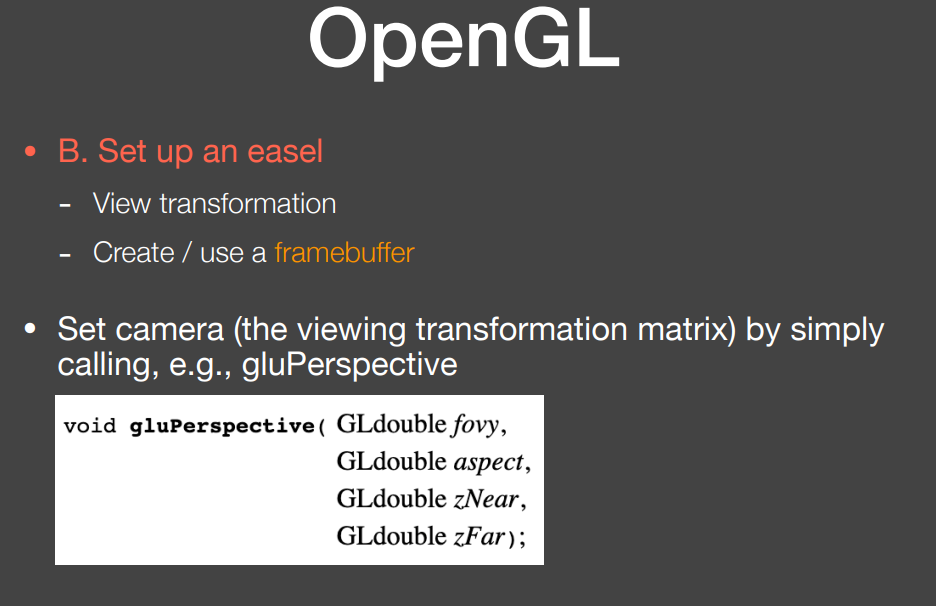 OpenGL
• B. Set up an easel
- View transformation
- Create / use a framebuffer
• Set camera (the viewing transformation matrix) by simply
calling, e.g., gluPerspective
void gluPerspective( GLdouble fovy,
GLdouble aspect,
GLdouble zNear,
GLdouble zFar);